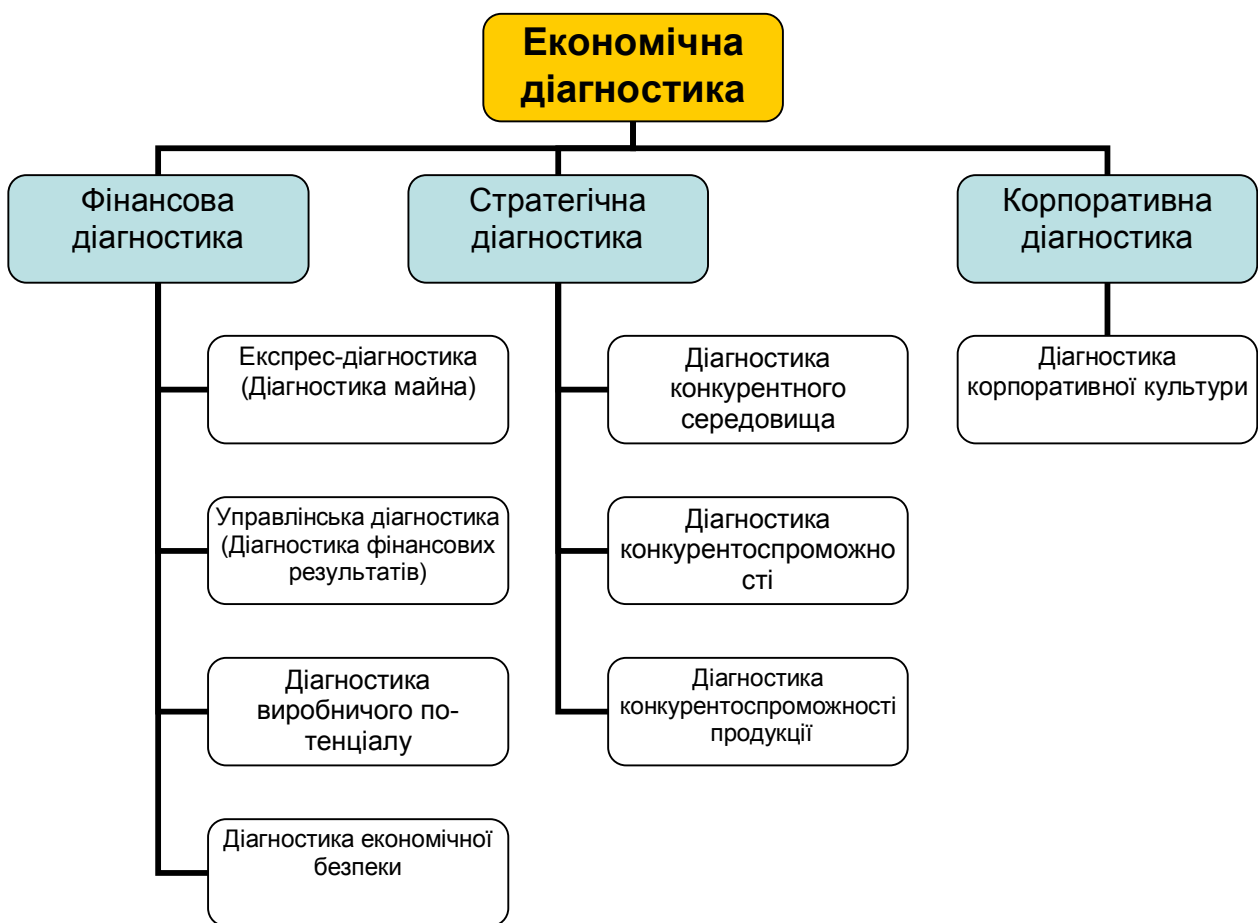 Економічна
діагностика
Фінансова
діагностика
Стратегічна
діагностика
Корпоративна
діагностика
Експрес-діагностика
(Діагностика майна)
Управлінська діагностика
(Діагностика фінансових
результатів)
Діагностика
виробничого по-
тенціалу
Діагностика економічної
безпеки
Діагностика
конкурентного
середовища
Діагностика
конкурентоспроможно
сті
Діагностика
конкурентоспроможності
продукції
Діагностика
корпоративної культури